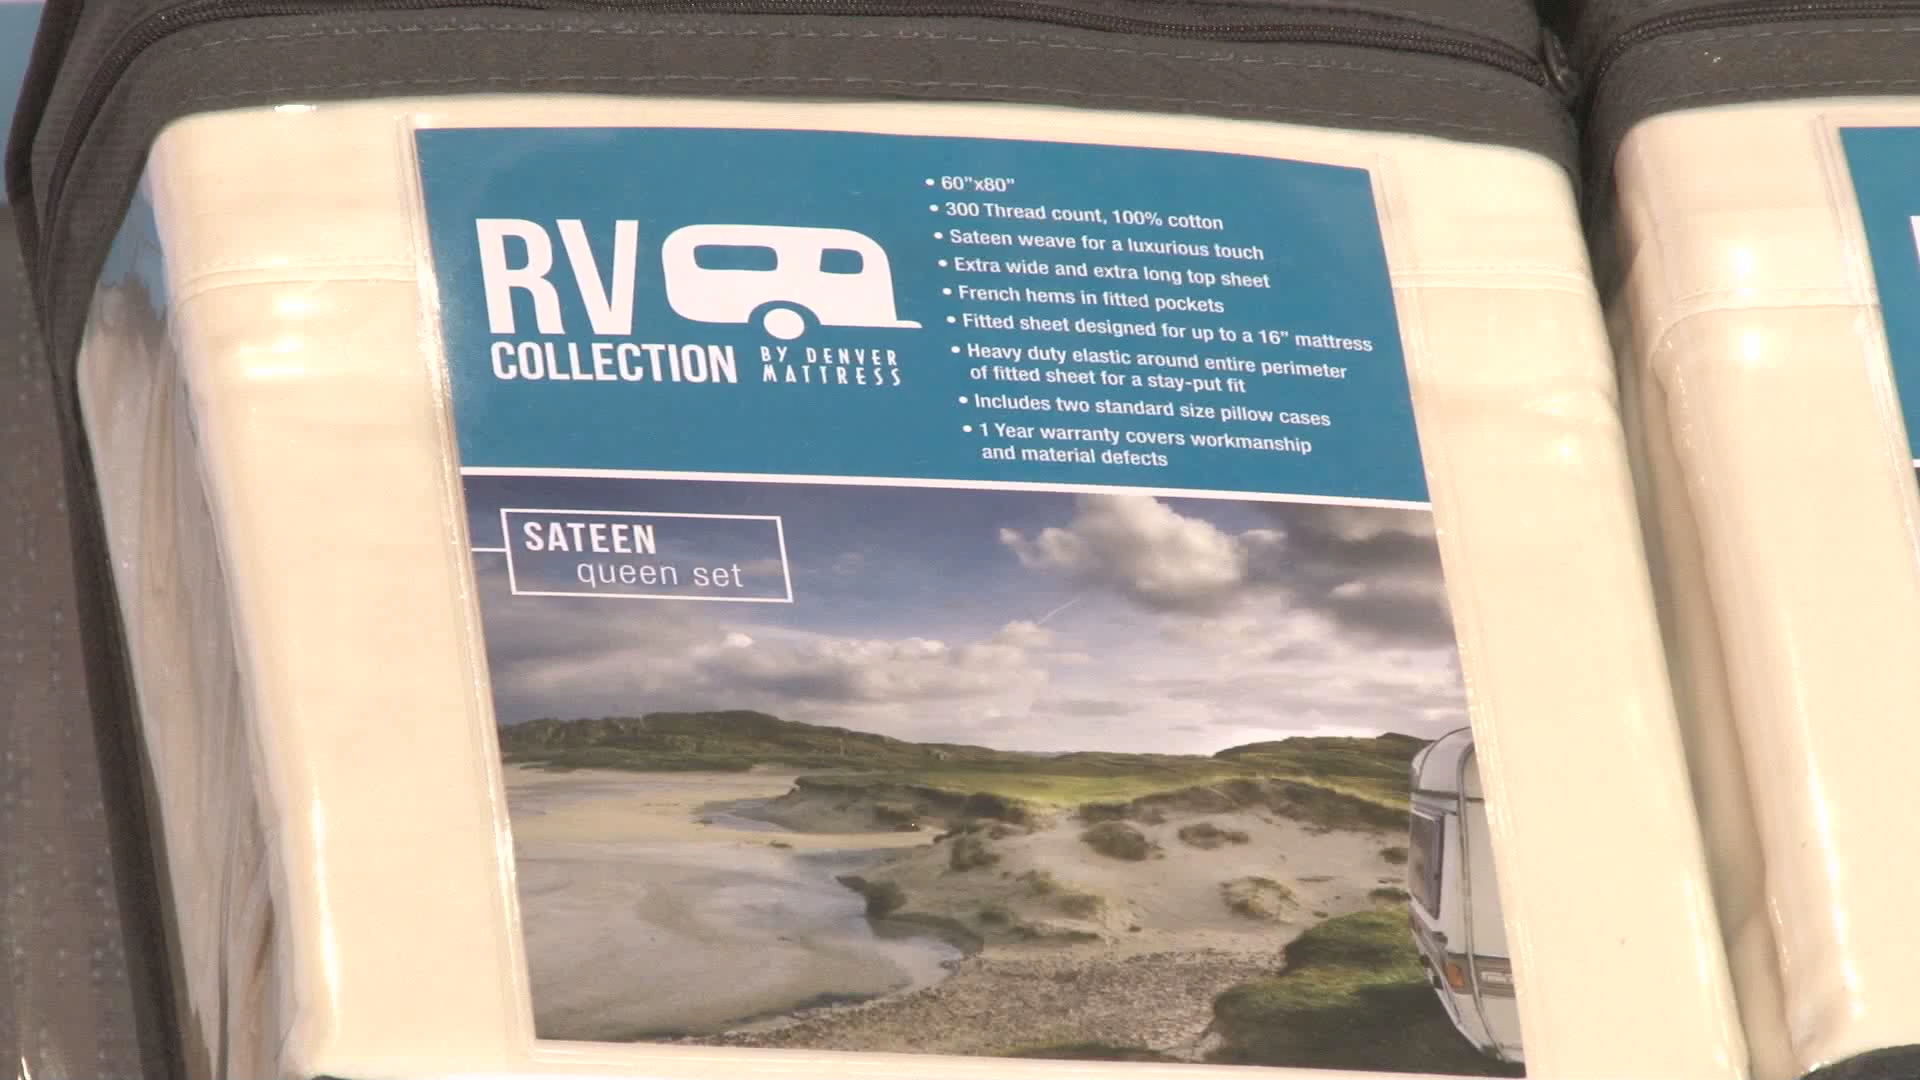 RV
COLLECTION
BY DENVER
MATTRESS
• 60”x80”
• 300 Thread count, 100% cotton
• Sateen weave for a luxurious touch
• Extra wide and extra long top sheet
• French hems in fitted pockets
• Fitted sheet designed for up to a 16” mattress
• Heavy duty elastic around entire perimeter
of fitted sheet for a stay-put fit
• Includes two standard size pillow cases
• 1 Year warranty covers workmanship
and material defects
SATEEN
queen set